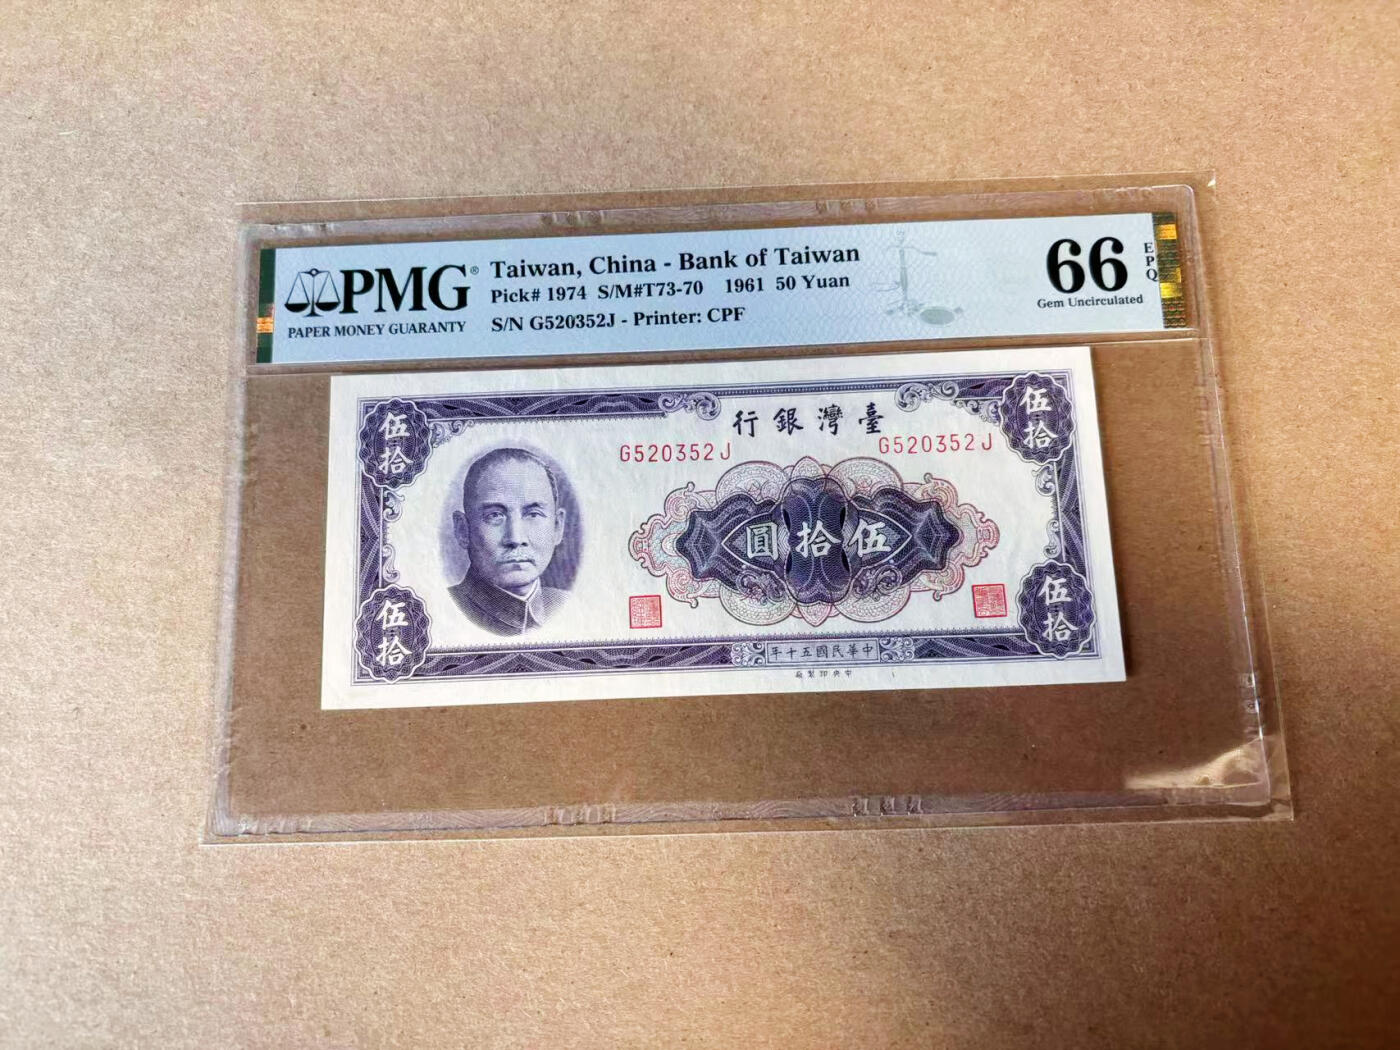 PMG®
PAPER MONEY GUARANTY
Taiwan, China - Bank of Taiwan
Pick# 1974 S/M#T73-70 1961 50 Yuan
S/N G520352J - Printer: CPF
66
EPQ
Gem Uncirculated
行銀灣臺
G520352J G520352J
伍拾
伍拾
圓拾伍
伍拾
伍拾
年十五國民華中
廠製印央中